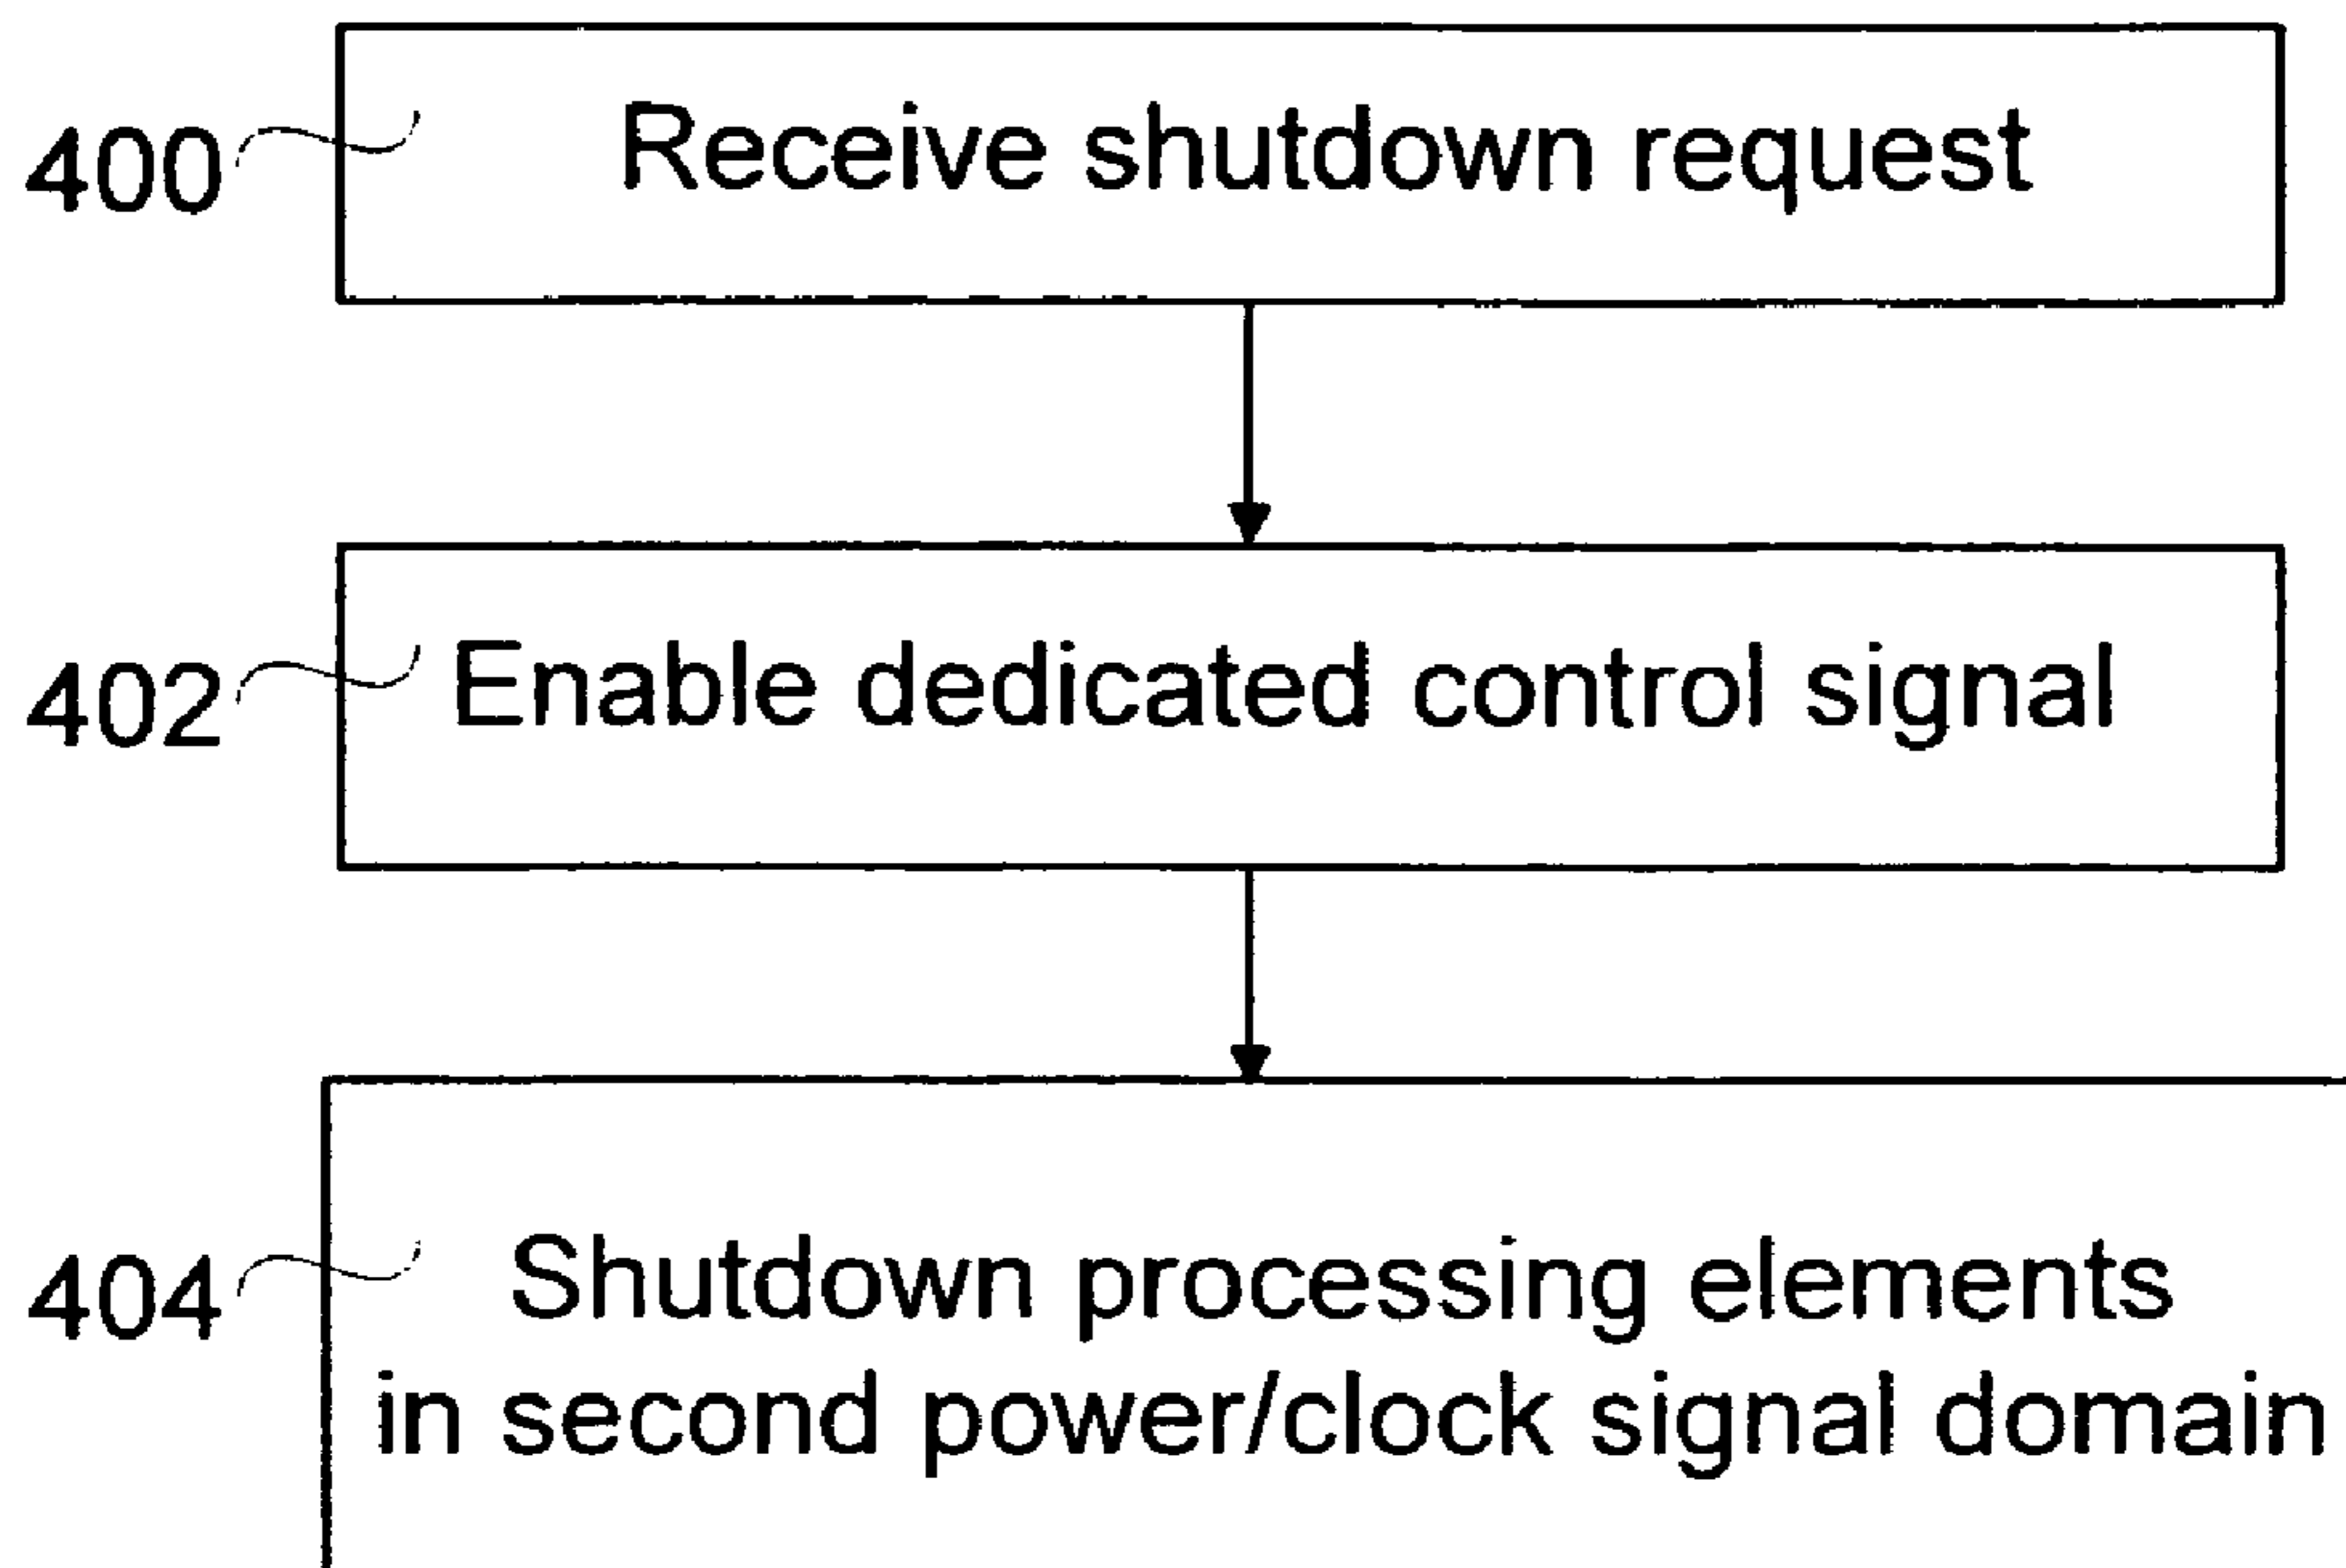 400 Receive shutdown request
402 Enable dedicated control signal
404 Shutdown processing elements
in second power/clock signal domain